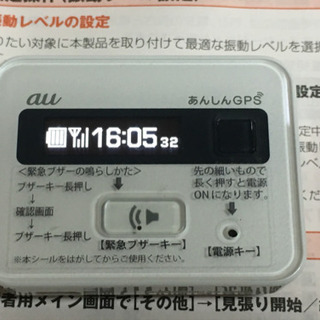 動レベルの設定
りたい対象に本製品を取り付けて最適な振動レベルを選択
au
あんしんGPS
16:05 32
<緊急ブザーの鳴らしかた>
ブザーキー長押し
↓
確認画面
↓
ブザーキー長押し
【緊急ブザーキー】
先の細いもので
長く押すと電源
ONになります。
【電源キー】
※本シールをはがしてからご使用ください。
設定
者用メイン画面で[その他]→[見張り開始/